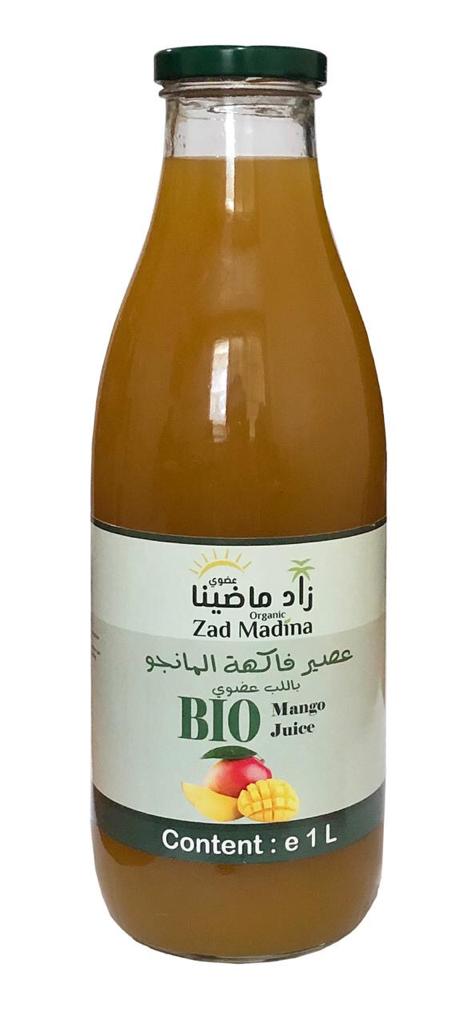 عضوي
زاد ماضينا
Organic
Zad Madina
عصير فاكهة المانجو
باللب عضوي
BIO Mango
Juice
Content : e 1 L